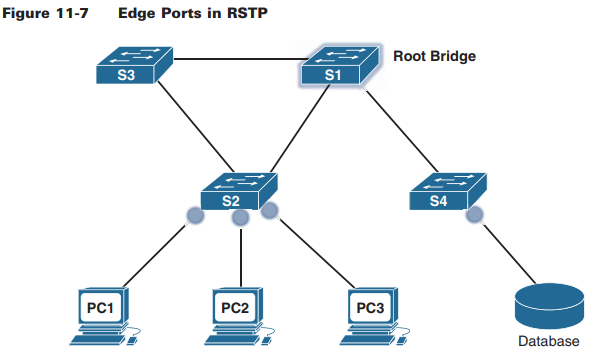 Figure 11-7 Edge Ports in RSTP
Root Bridge
S3
S1
S2
S4
PC1
PC2
PC3
Database